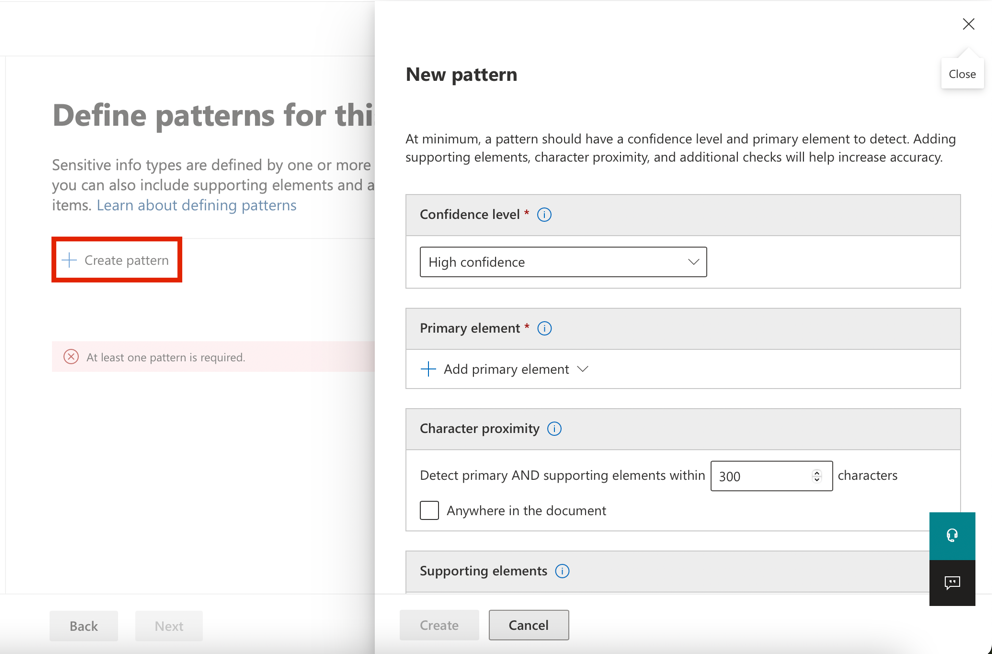 Define patterns for thi
Sensitive info types are defined by one or more
you can also include supporting elements and a
items. Learn about defining patterns
Create pattern
At least one pattern is required.
Back
Next
Close
New pattern
At minimum, a pattern should have a confidence level and primary element to detect. Adding
supporting elements, character proximity, and additional checks will help increase accuracy.
Confidence level *
High confidence
Primary element *
Add primary element
Character proximity
Detect primary AND supporting elements within 300 characters
Anywhere in the document
Supporting elements
Create
Cancel